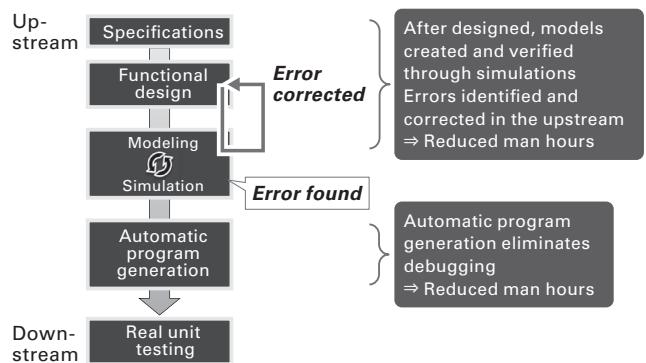 Up-
stream
Specifications
Functional
design
Error
corrected
Modeling
Simulation
Error found
Automatic
program
generation
Down-
stream
Real unit
testing
After designed, models
created and verified
through simulations
Errors identified and
corrected in the upstream
⇒ Reduced man hours
Automatic program
generation eliminates
debugging
⇒ Reduced man hours